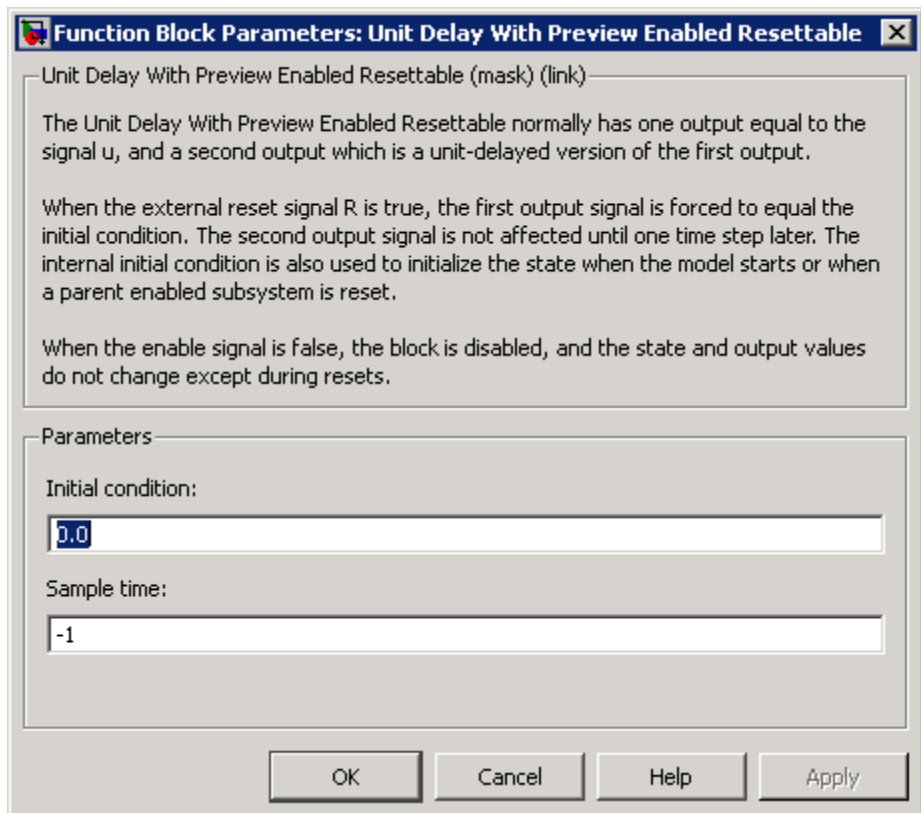 Function Block Parameters: Unit Delay With Preview Enabled Resettable
Unit Delay With Preview Enabled Resettable (mask) (link)
The Unit Delay With Preview Enabled Resettable normally has one output equal to the
signal u, and a second output which is a unit-delayed version of the first output.
When the external reset signal R is true, the first output signal is forced to equal the
initial condition. The second output signal is not affected until one time step later. The
internal initial condition is also used to initialize the state when the model starts or when
a parent enabled subsystem is reset.
When the enable signal is false, the block is disabled, and the state and output values
do not change except during resets.
Parameters
Initial condition:
0.0
Sample time:
-1
OK Cancel Help Apply